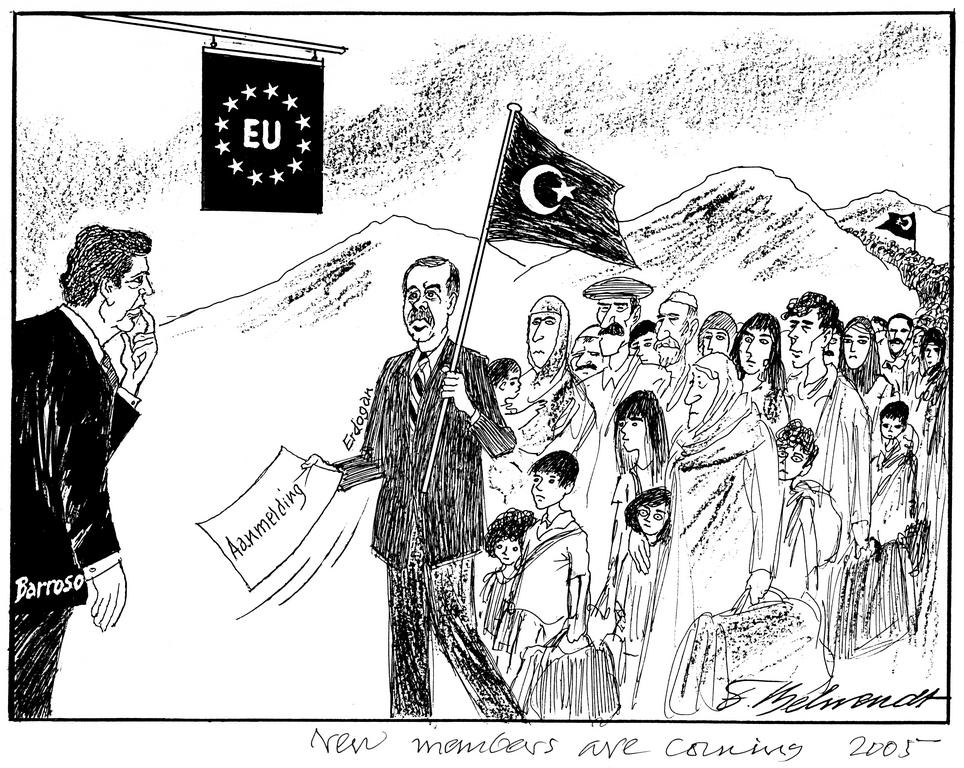 EU
Erdogan
Aanmelding
Barroso
F. Behrendt
New members are coming 2005